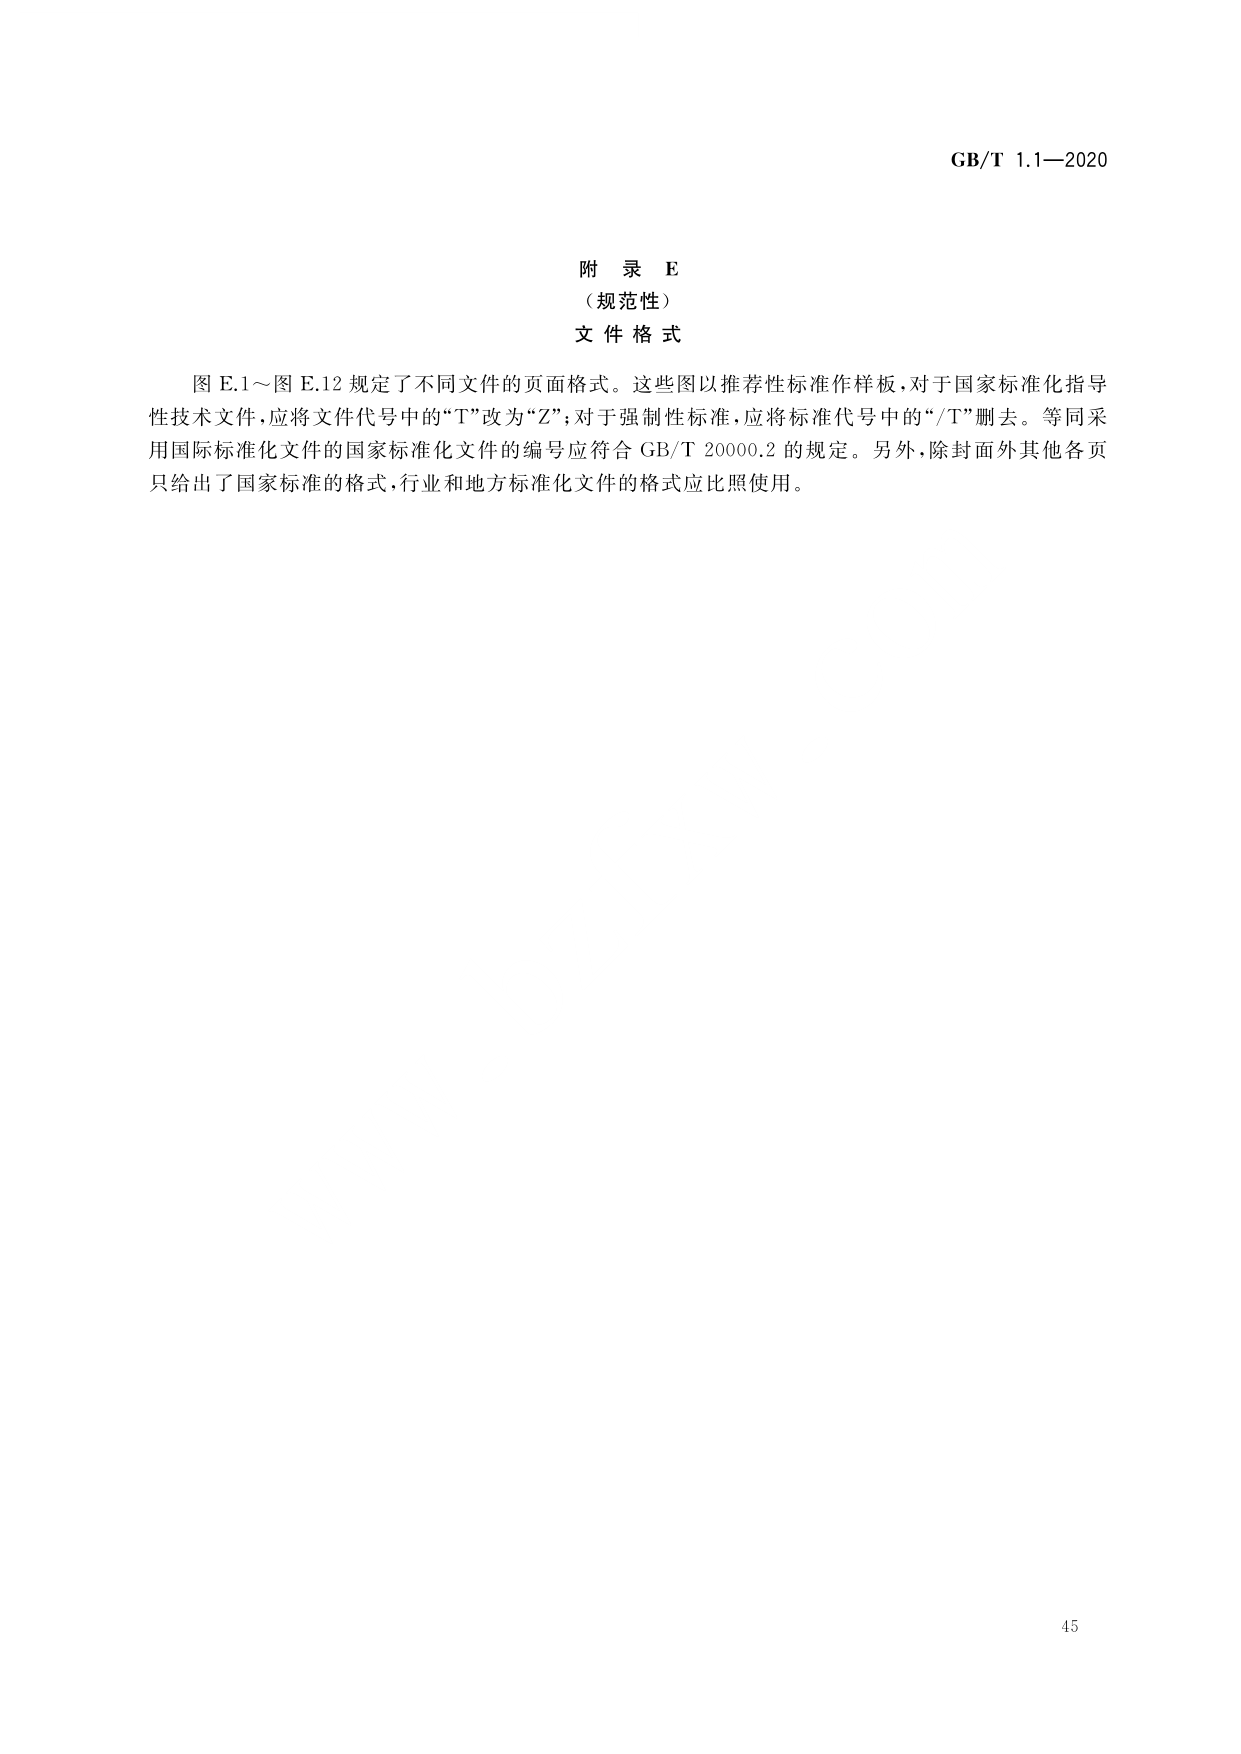 GB/T 1.1—2020
附 录 E
（规范性）
文 件 格 式
图 E.1～图 E.12 规定了不同文件的页面格式。这些图以推荐性标准作样板,对于国家标准化指导
性技术文件,应将文件代号中的“T”改为“Z”;对于强制性标准,应将标准代号中的“/T”删去。等同采
用国际标准化文件的国家标准化文件的编号应符合 GB/T 20000.2 的规定。另外,除封面外其他各页
只给出了国家标准的格式,行业和地方标准化文件的格式应比照使用。
45